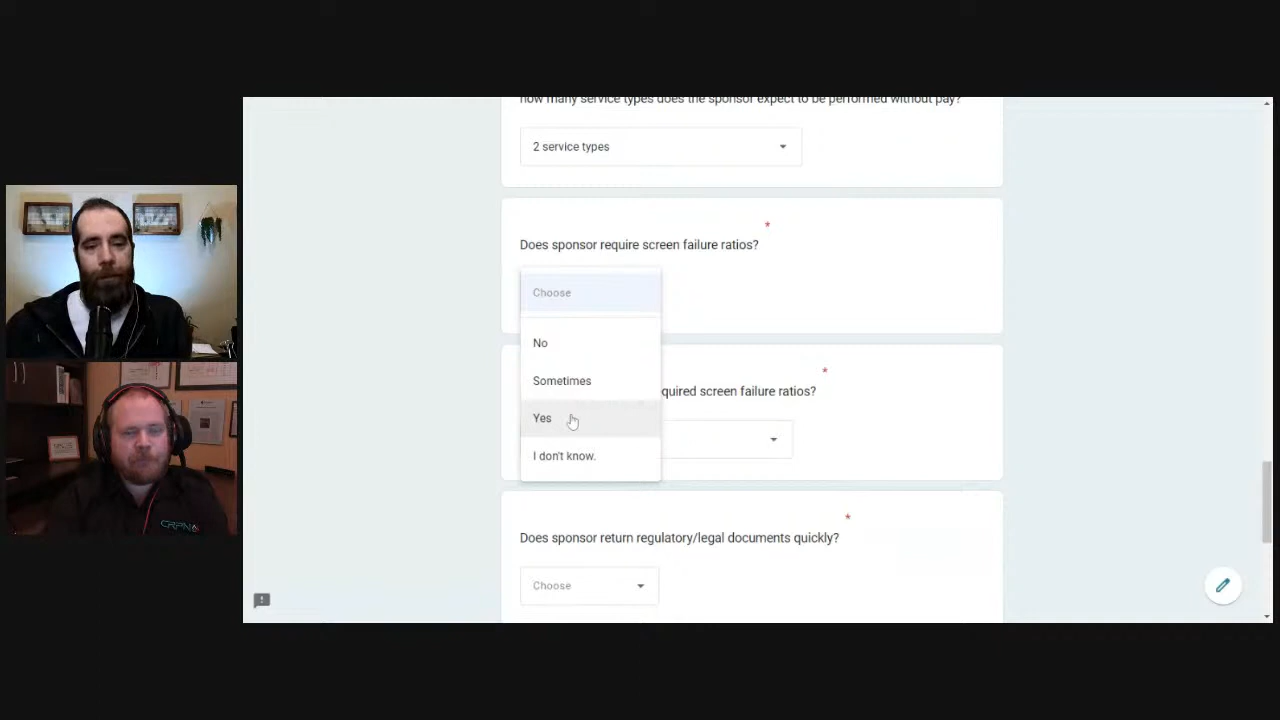 how many service types does the sponsor expect to be performed without pay?
2 service types
*
Does sponsor require screen failure ratios?
Choose
No
Sometimes
Yes
I don't know.
*
quired screen failure ratios?
*
Does sponsor return regulatory/legal documents quickly?
Choose
CRPN